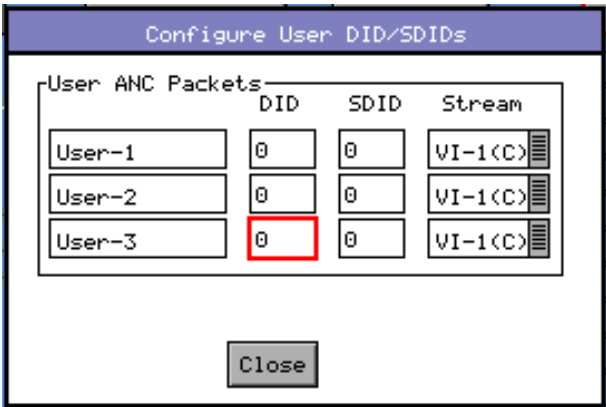 Configure User DID/SDIDs
User ANC Packets
DID SDID Stream
User-1 0 0 VI-1(C)
User-2 0 0 VI-1(C)
User-3 0 0 VI-1(C)
Close